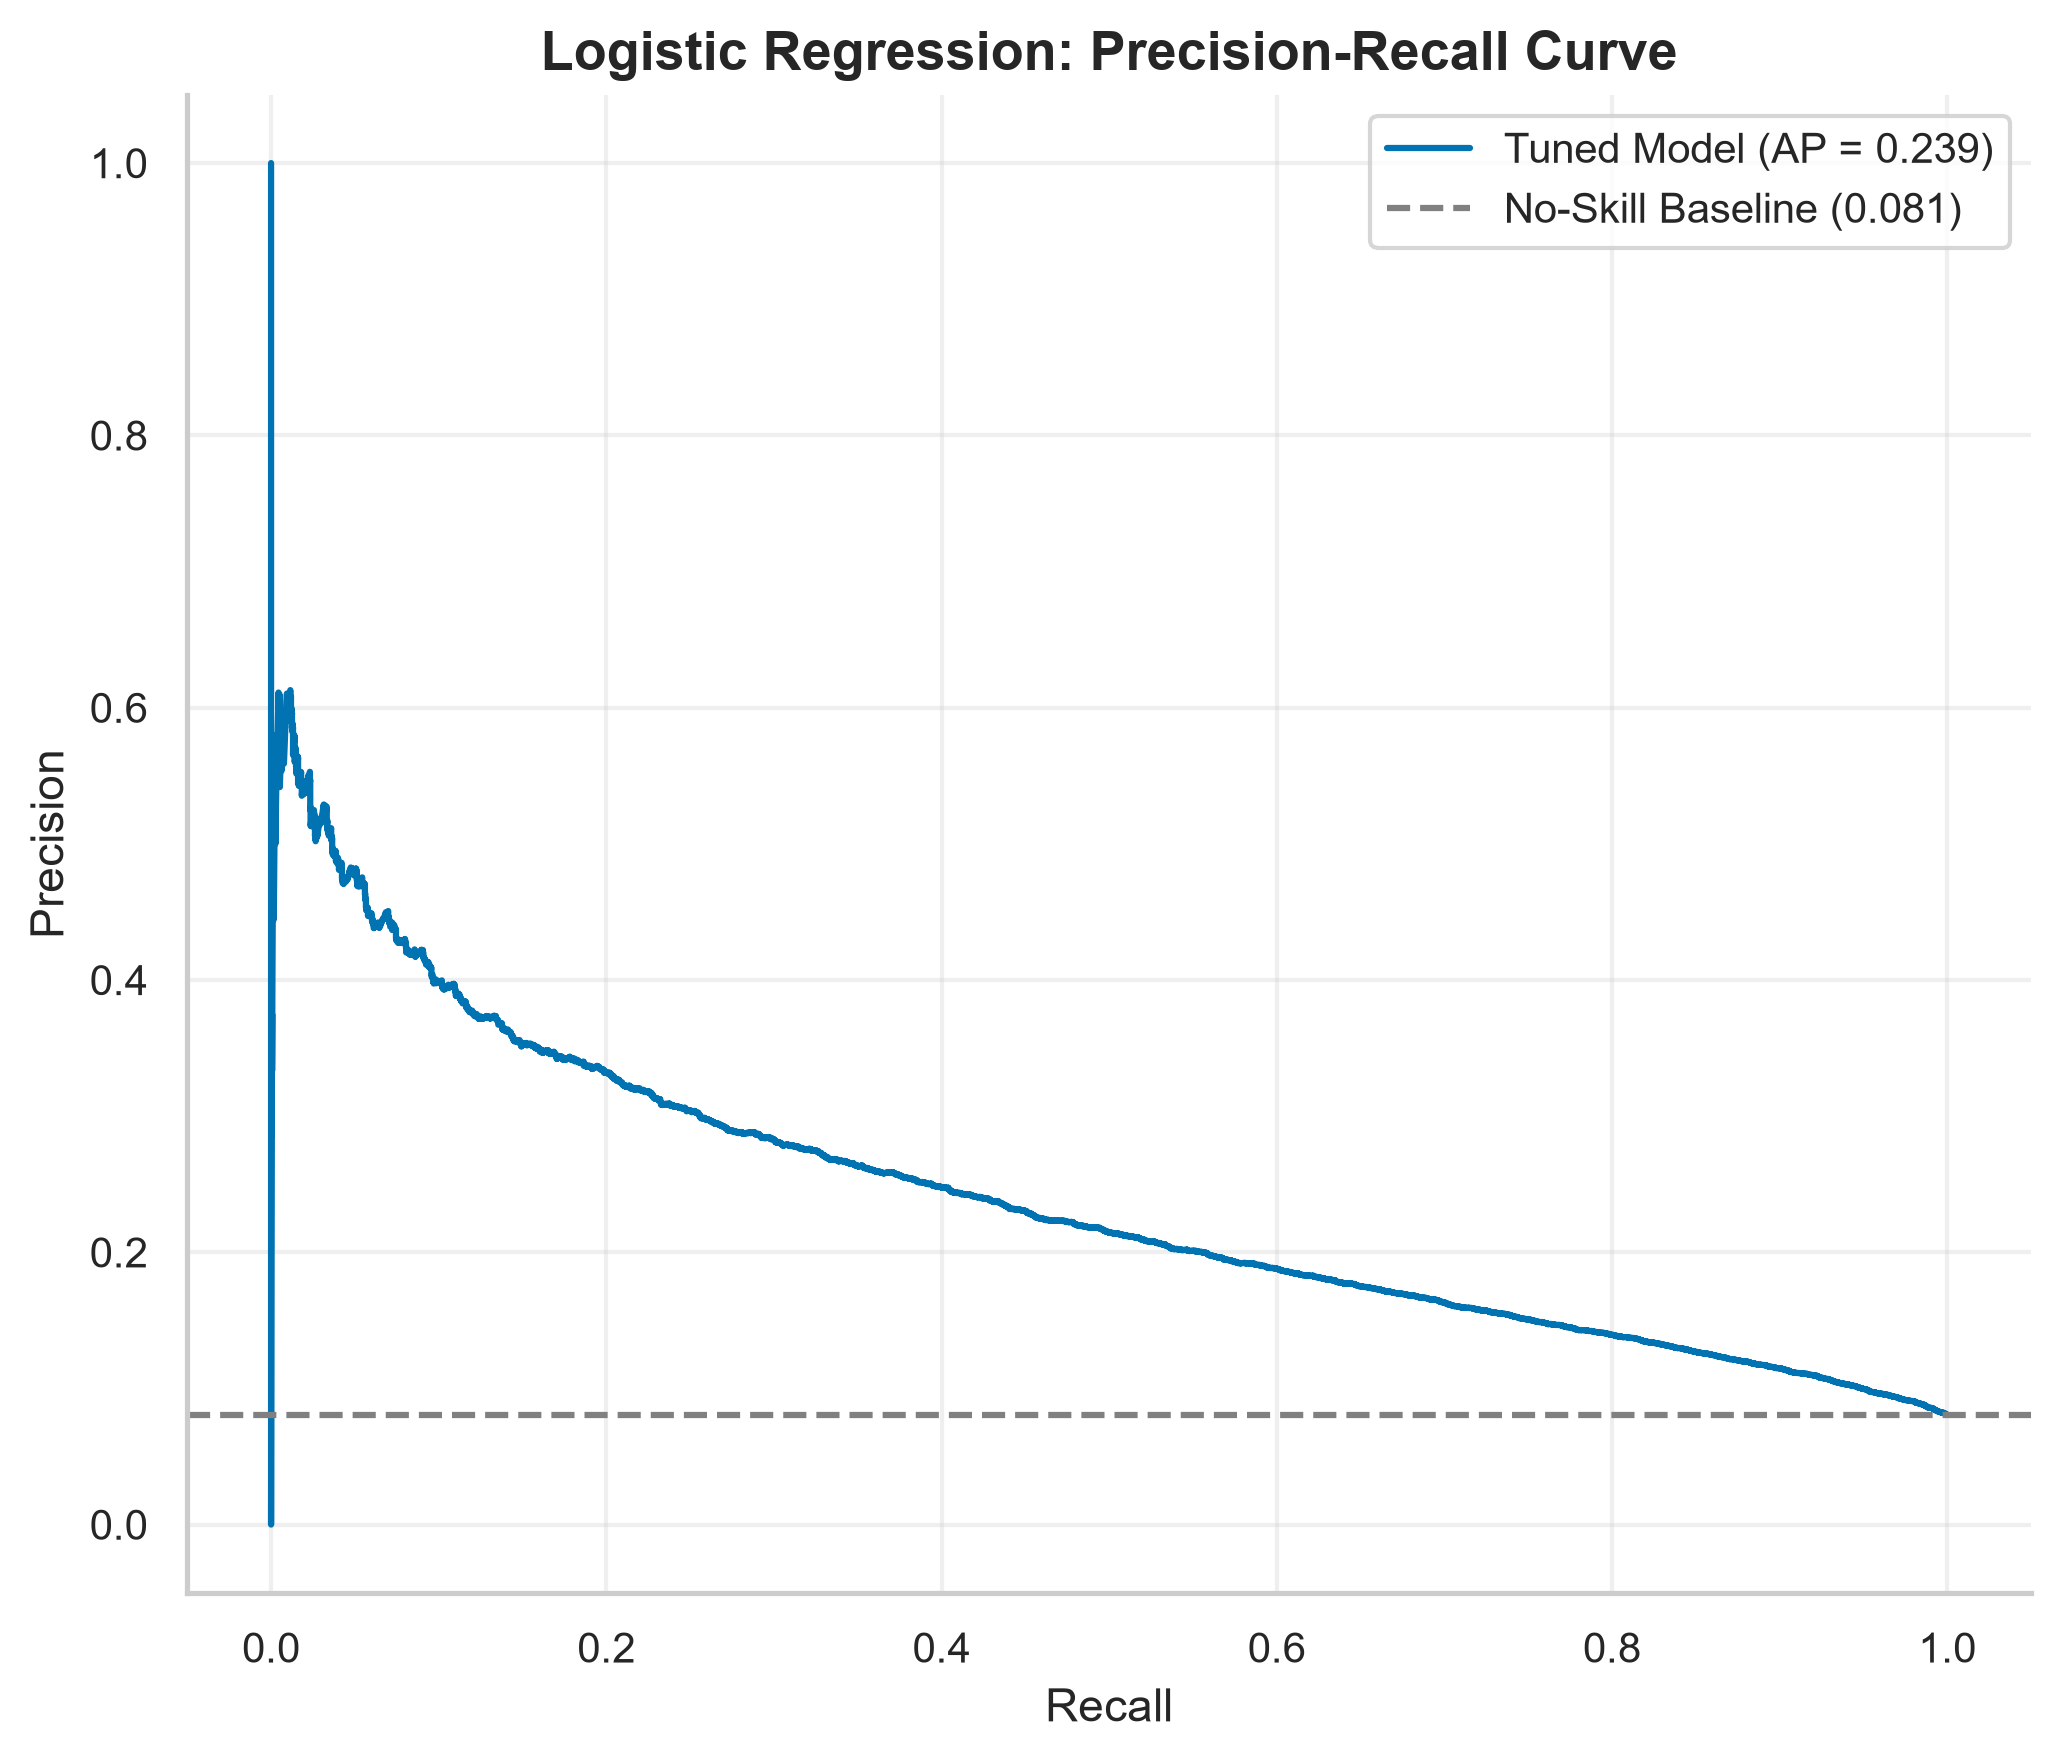 Logistic Regression: Precision-Recall Curve
Tuned Model (AP = 0.239)
No-Skill Baseline (0.081)
1.0
0.8
0.6
0.4
0.2
0.0
Precision
0.0 0.2 0.4 0.6 0.8 1.0
Recall